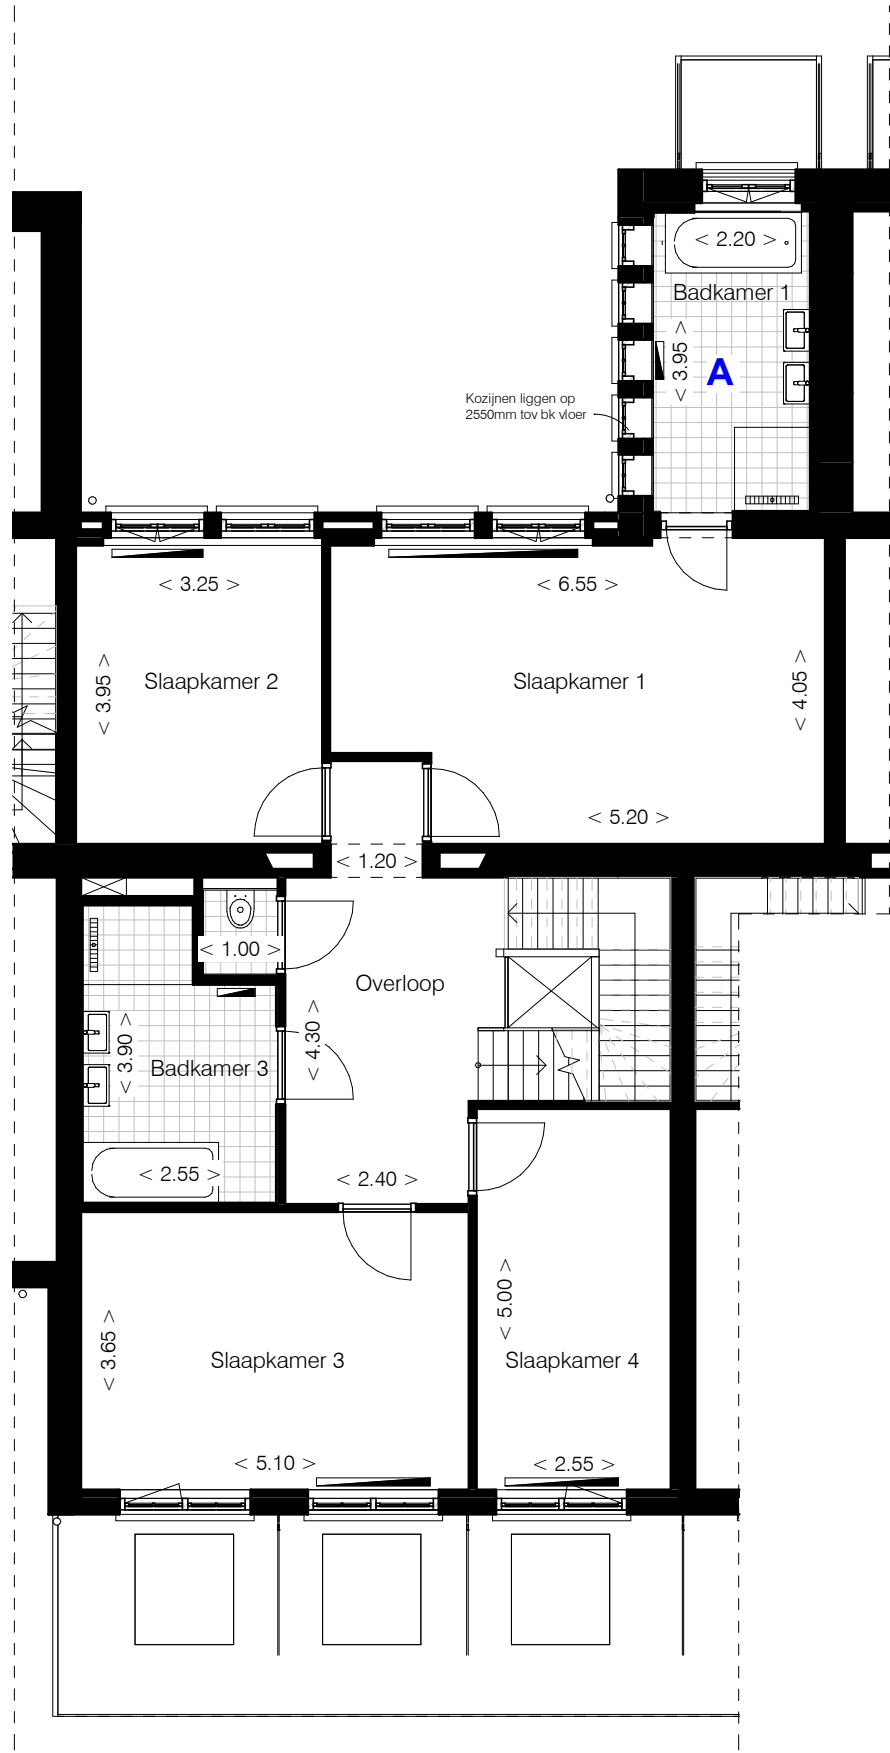 < 2.20 >
Badkamer 1
< 3.95 >
A
Kozijnen liggen op
2550mm tov bk vloer
< 3.25 >
< 6.55 >
< 3.95 >
Slaapkamer 2
Slaapkamer 1
< 4.05 >
< 5.20 >
< 1.20 >
< 1.00 >
Overloop
< 3.90 >
Badkamer 3
< 4.30 >
< 2.55 >
< 2.40 >
< 5.00 >
< 3.65 >
Slaapkamer 3
Slaapkamer 4
< 5.10 >
< 2.55 >